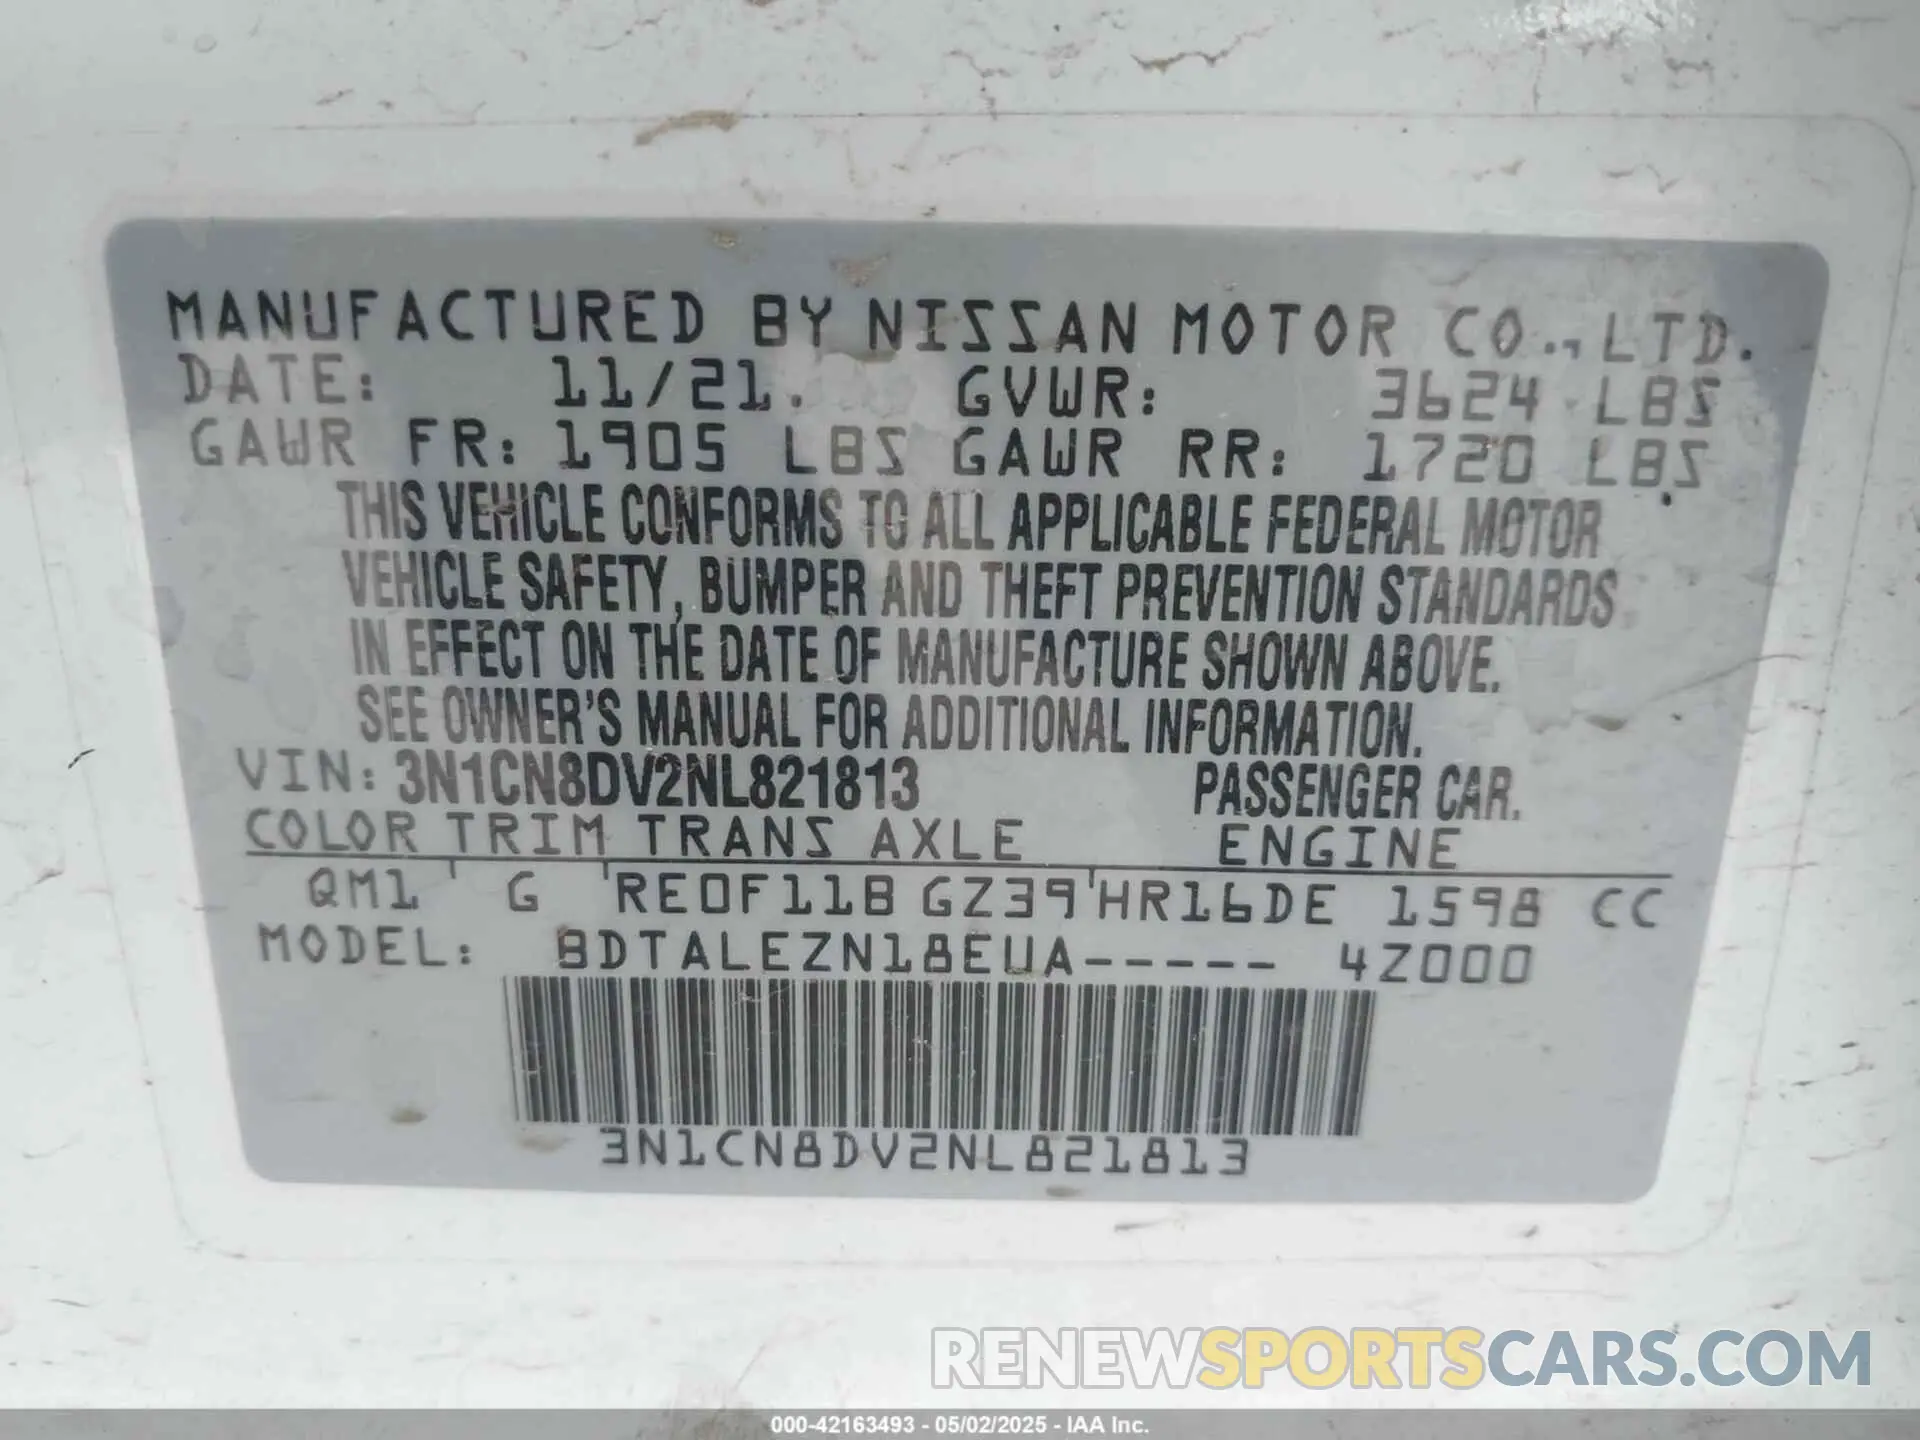 MANUFACTURED BY NISSAN MOTOR CO., LTD.
DATE: 11/21. GVWR: 3624 LBS
GAWR FR: 1905 LBS GAWR RR: 1720 LBS
THIS VEHICLE CONFORMS TO ALL APPLICABLE FEDERAL MOTOR
VEHICLE SAFETY, BUMPER AND THEFT PREVENTION STANDARDS
IN EFFECT ON THE DATE OF MANUFACTURE SHOWN ABOVE.
SEE OWNER'S MANUAL FOR ADDITIONAL INFORMATION.
VIN: 3N1CN8DV2NL821813 PASSENGER CAR.
COLOR TRIM TRANS AXLE ENGINE
QM1 G RE0F11B GZ39 HR16DE 1598 CC
MODEL: BDTALEZN18EUA----- 4Z000
3N1CN8DV2NL821813
RENEWSPORTSCARS.COM
000-42163493 - 05/02/2025 - IAA Inc.